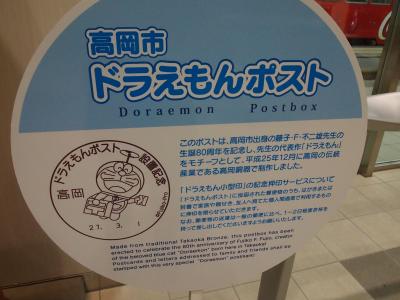 高岡市
ドラえもんポスト
Doraemon Postbox
このポストは、高岡市出身の藤子・F・不二雄先生の
生誕80周年を記念し、先生の代表作「ドラえもん」
をモチーフとして、平成25年12月に高岡の伝統
産業である高岡銅器で制作しました。
「ドラえもん小型印」の記念押印サービスについて
Made from traditional Takaoka Bronze, this postbox has been
erected to celebrate the 80th anniversary of Fujiko F. Fujio, creator
of the beloved blue cat "Doraemon" born here in Takaoka!
Postcards and letters addressed to family and friends shall be
stamped with this very special "Doraemon" postmark!
ドラえもんポスト 設置記念
高岡
21. 3. 1